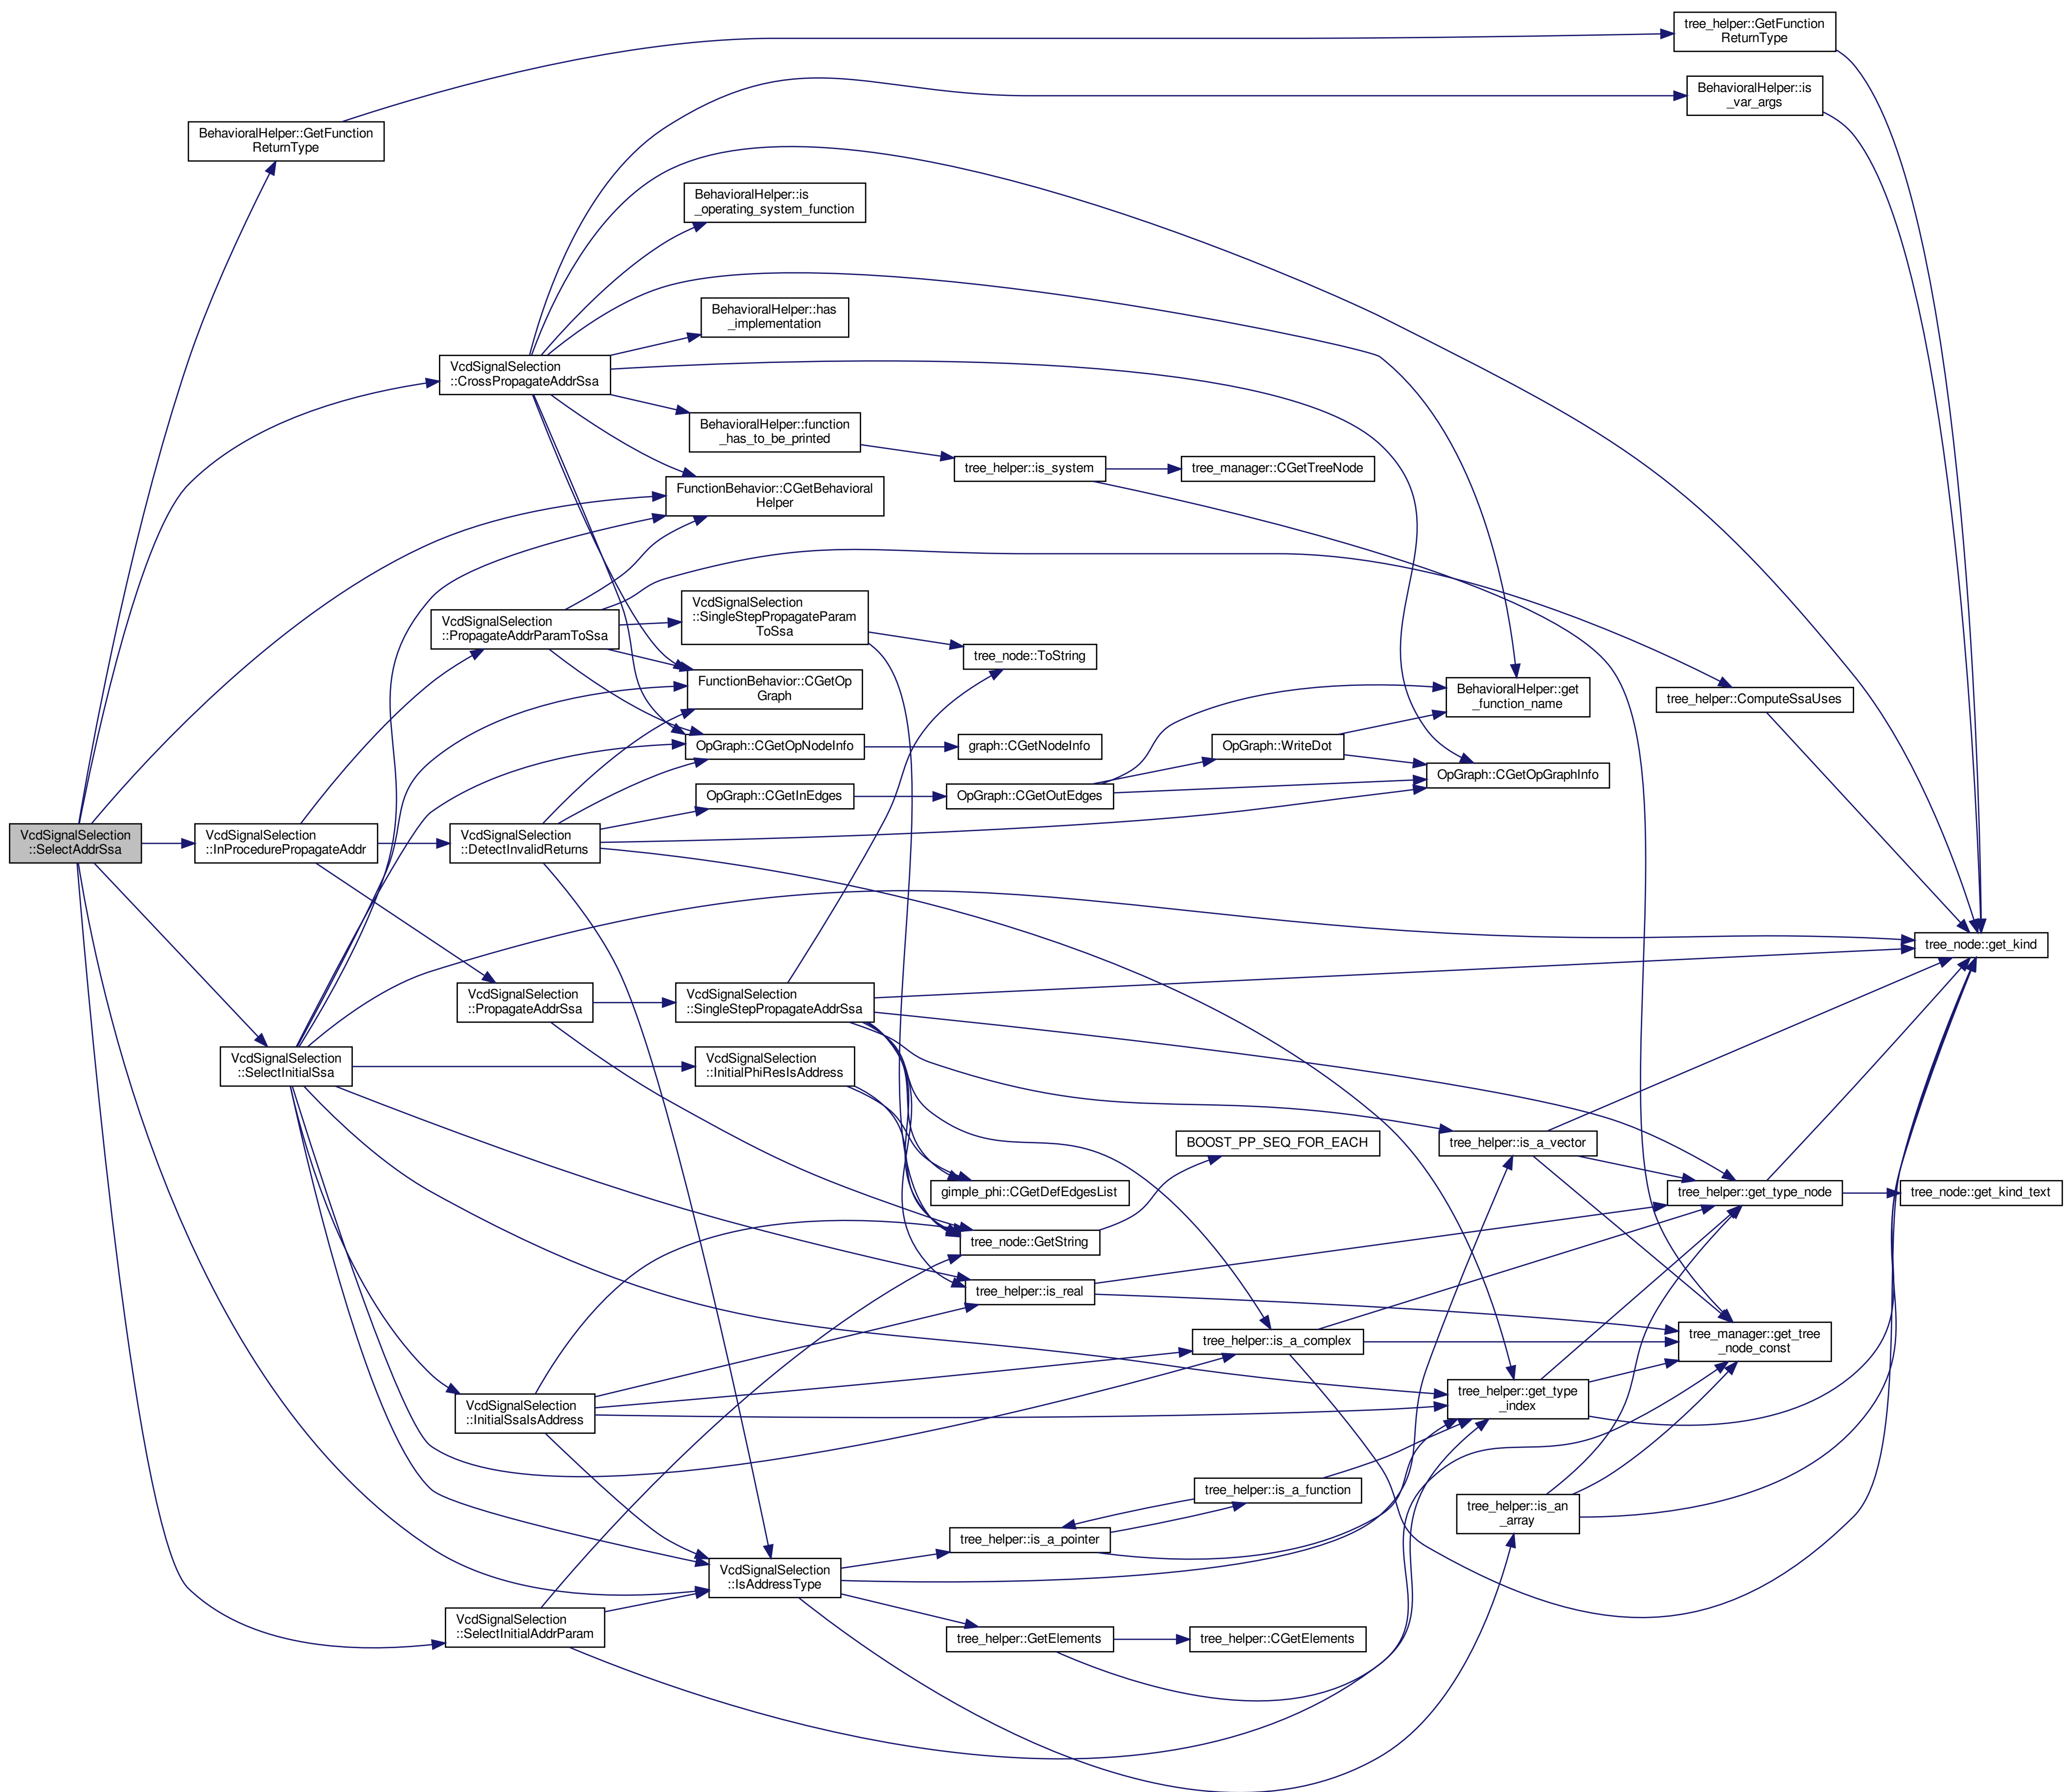 tree_helper::GetFunction
ReturnType
BehavioralHelper::is
_var_args
BehavioralHelper::GetFunction
ReturnType
BehavioralHelper::is
_operating_system_function
BehavioralHelper::has
_implementation
VcdSignalSelection
::CrossPropagateAddrSsa
BehavioralHelper::function
_has_to_be_printed
tree_helper::is_system
tree_manager::CGetTreeNode
FunctionBehavior::CGetBehavioral
Helper
VcdSignalSelection
::PropagateAddrParamToSsa
VcdSignalSelection
::SingleStepPropagateParam
ToSsa
tree_node::ToString
FunctionBehavior::CGetOp
Graph
BehavioralHelper::get
_function_name
tree_helper::ComputeSsaUses
OpGraph::CGetOpNodeInfo
graph::CGetNodeInfo
OpGraph::WriteDot
OpGraph::CGetOpGraphInfo
OpGraph::CGetInEdges
OpGraph::CGetOutEdges
VcdSignalSelection
::SelectAddrSsa
VcdSignalSelection
::InProcedurePropagateAddr
VcdSignalSelection
::DetectInvalidReturns
tree_node::get_kind
VcdSignalSelection
::PropagateAddrSsa
VcdSignalSelection
::SingleStepPropagateAddrSsa
VcdSignalSelection
::SelectInitialSsa
VcdSignalSelection
::InitialPhiResIsAddress
BOOST_PP_SEQ_FOR_EACH
tree_helper::is_a_vector
gimple_phi::CGetDefEdgesList
tree_helper::get_type_node
tree_node::get_kind_text
tree_node::GetString
tree_helper::is_real
tree_helper::is_a_complex
tree_manager::get_tree
_node_const
tree_helper::get_type
_index
VcdSignalSelection
::InitialSsaIsAddress
tree_helper::is_a_function
tree_helper::is_an
_array
tree_helper::is_a_pointer
VcdSignalSelection
::IsAddressType
VcdSignalSelection
::SelectInitialAddrParam
tree_helper::GetElements
tree_helper::CGetElements